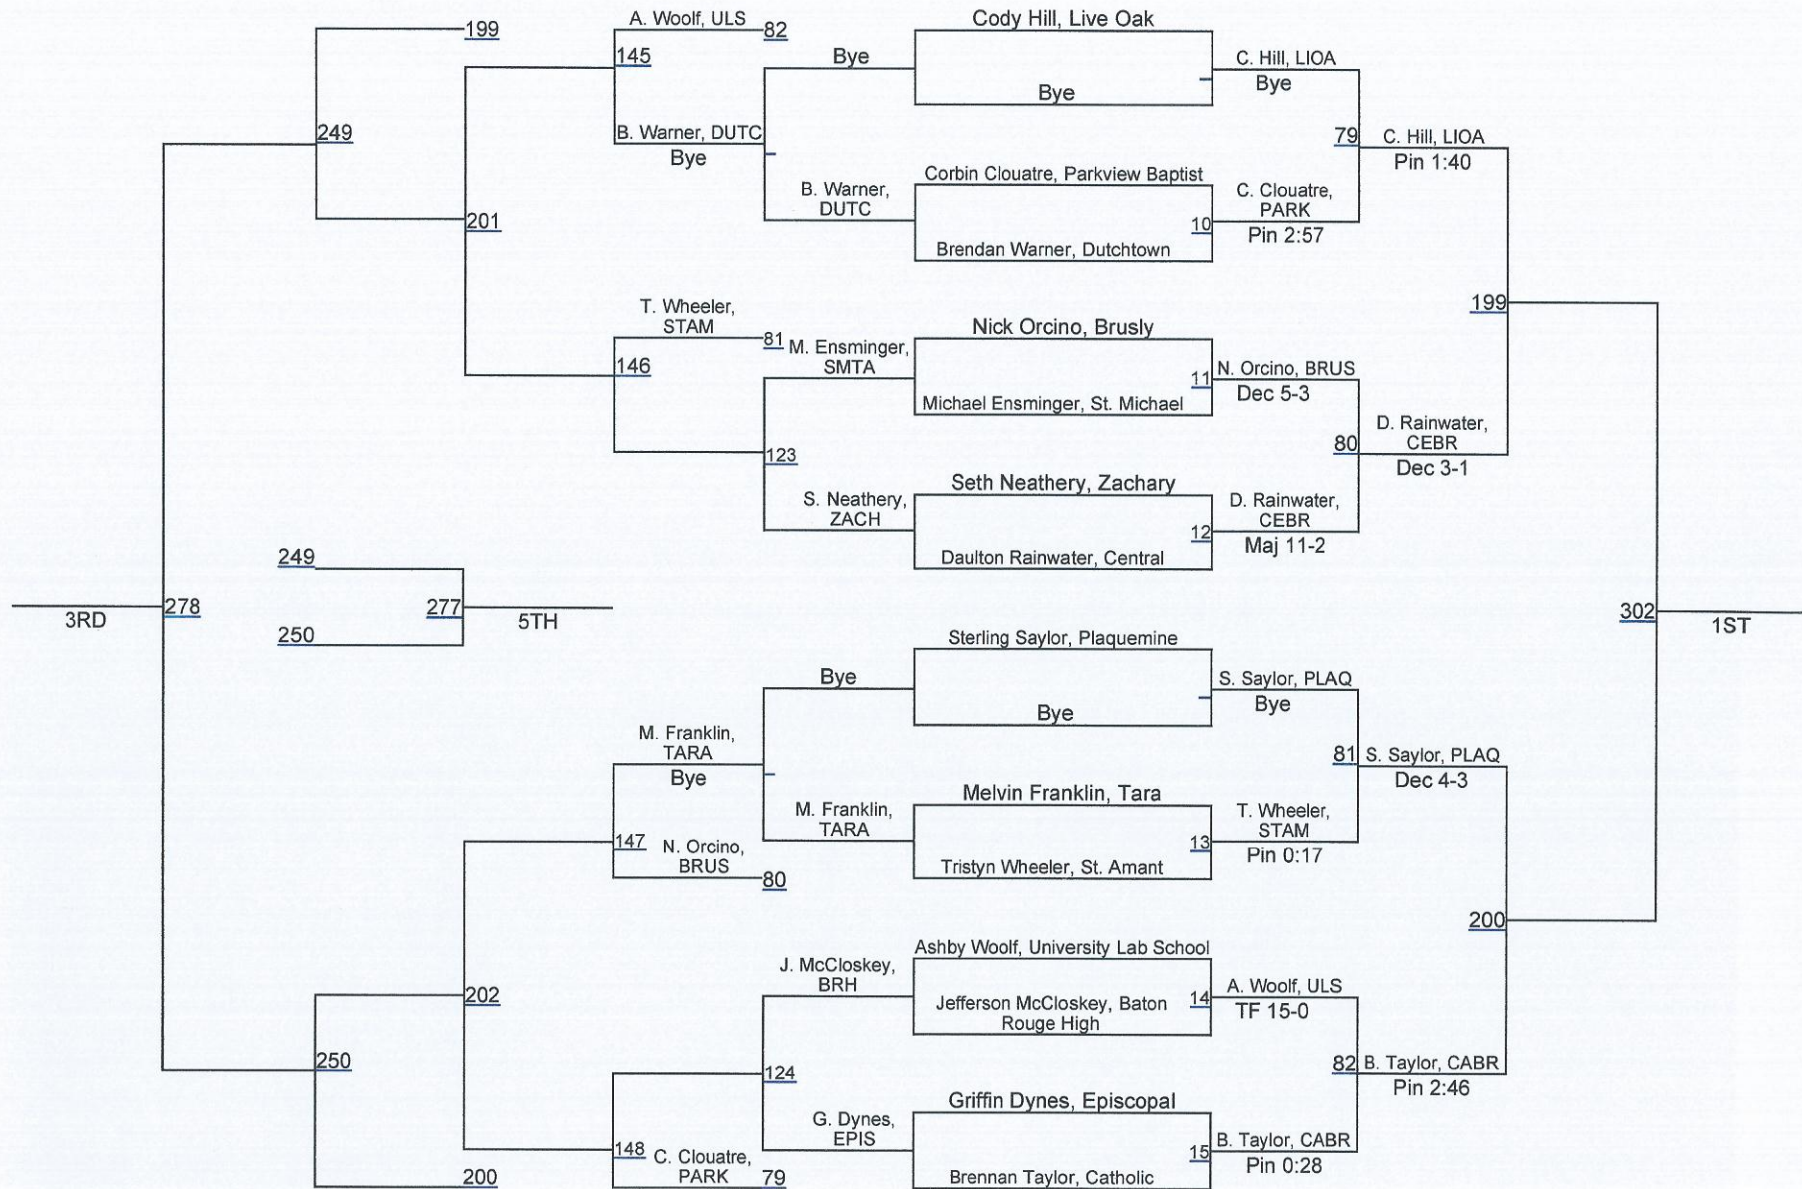 199
A. Woolf, ULS
82
145
Bye
B. Warner, DUTC
Bye
B. Warner,
DUTC
249
201
T. Wheeler,
STAM
81
146
M. Ensminger,
SMTA
123
S. Neathery,
ZACH
249
250
277
5TH
3RD
278
Bye
M. Franklin,
TARA
Bye
M. Franklin,
TARA
147
N. Orcino,
BRUS
80
202
J. McCloskey,
BRH
124
G. Dynes,
EPIS
250
148
C. Clouatre,
PARK
79
200
Cody Hill, Live Oak
Bye
Corbin Clouatre, Parkview Baptist
10
Brendan Warner, Dutchtown
Nick Orcino, Brusly
11
Michael Ensminger, St. Michael
Seth Neathery, Zachary
12
Daulton Rainwater, Central
Sterling Saylor, Plaquemine
Bye
Melvin Franklin, Tara
13
Tristyn Wheeler, St. Amant
Ashby Woolf, University Lab School
14
Jefferson McCloskey, Baton
Rouge High
Griffin Dynes, Episcopal
15
Brennan Taylor, Catholic
C. Hill, LIOA
Bye
79
C. Clouatre,
PARK
Pin 2:57
N. Orcino, BRUS
Dec 5-3
80
D. Rainwater,
CEBR
Maj 11-2
S. Saylor, PLAQ
Bye
81
T. Wheeler,
STAM
Pin 0:17
A. Woolf, ULS
TF 15-0
82
B. Taylor, CABR
Pin 0:28
C. Hill, LIOA
Pin 1:40
199
D. Rainwater,
CEBR
Dec 3-1
S. Saylor, PLAQ
Dec 4-3
200
B. Taylor, CABR
Pin 2:46
302
1ST